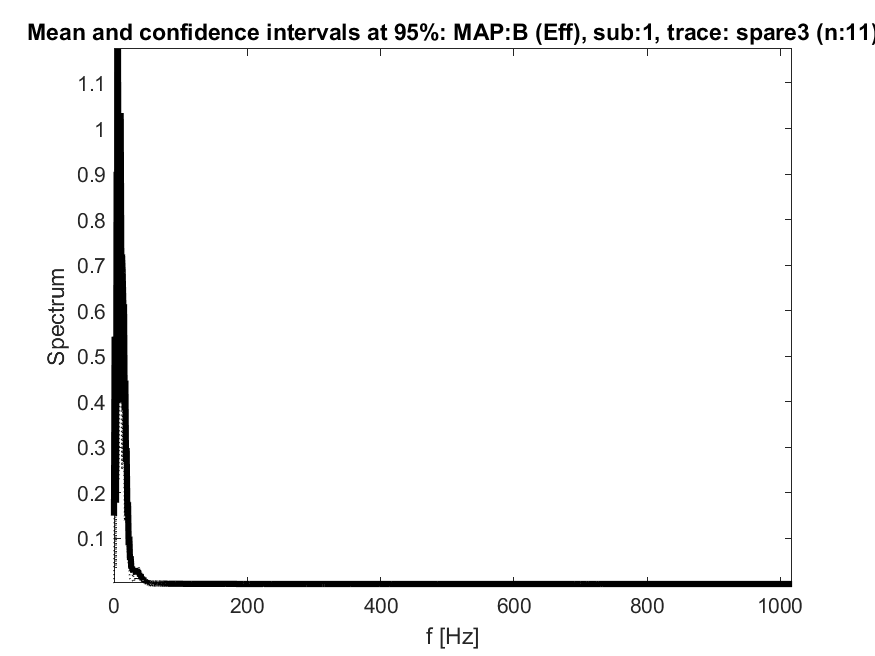 Mean and confidence intervals at 95%: MAP:B (Eff), sub:1, trace: spare3 (n:11)
1.1
1
0.9
0.8
0.7
0.6
0.5
0.4
0.3
0.2
0.1
Spectrum
0 200 400 600 800 1000
f [Hz]